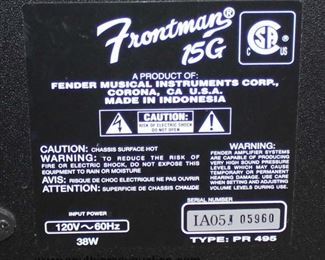 Frontman®
15G
C US
A PRODUCT OF:
FENDER MUSICAL INSTRUMENTS CORP.,
CORONA, CA U.S.A.
MADE IN INDONESIA
CAUTION:
RISK OF ELECTRIC SHOCK
DO NOT OPEN
CAUTION: CHASSIS SURFACE HOT
WARNING: TO REDUCE THE RISK OF
FIRE OR ELECTRIC SHOCK, DO NOT EXPOSE THIS
EQUIPMENT TO RAIN OR MOISTURE
AVIS: RISQUE DE CHOC ELECTRIQUE NE PAS OUVRIR
ATTENTION: SUPERFICIE DE CHASSIS CHAUDE
WARNING:
FENDER AMPLIFIER SYSTEMS
ARE CAPABLE OF PRODUCING
VERY HIGH SOUND PRESSURE
LEVELS WHICH MAY CAUSE
TEMPORARY OR PERMANENT
HEARING DAMAGE. USE CARE
WHEN SETTING AND ADJUSTING
VOLUME LEVELS DURING USE.
INPUT POWER
120V~60Hz
38W
SERIAL NUMBER
05960
TYPE: PR 495